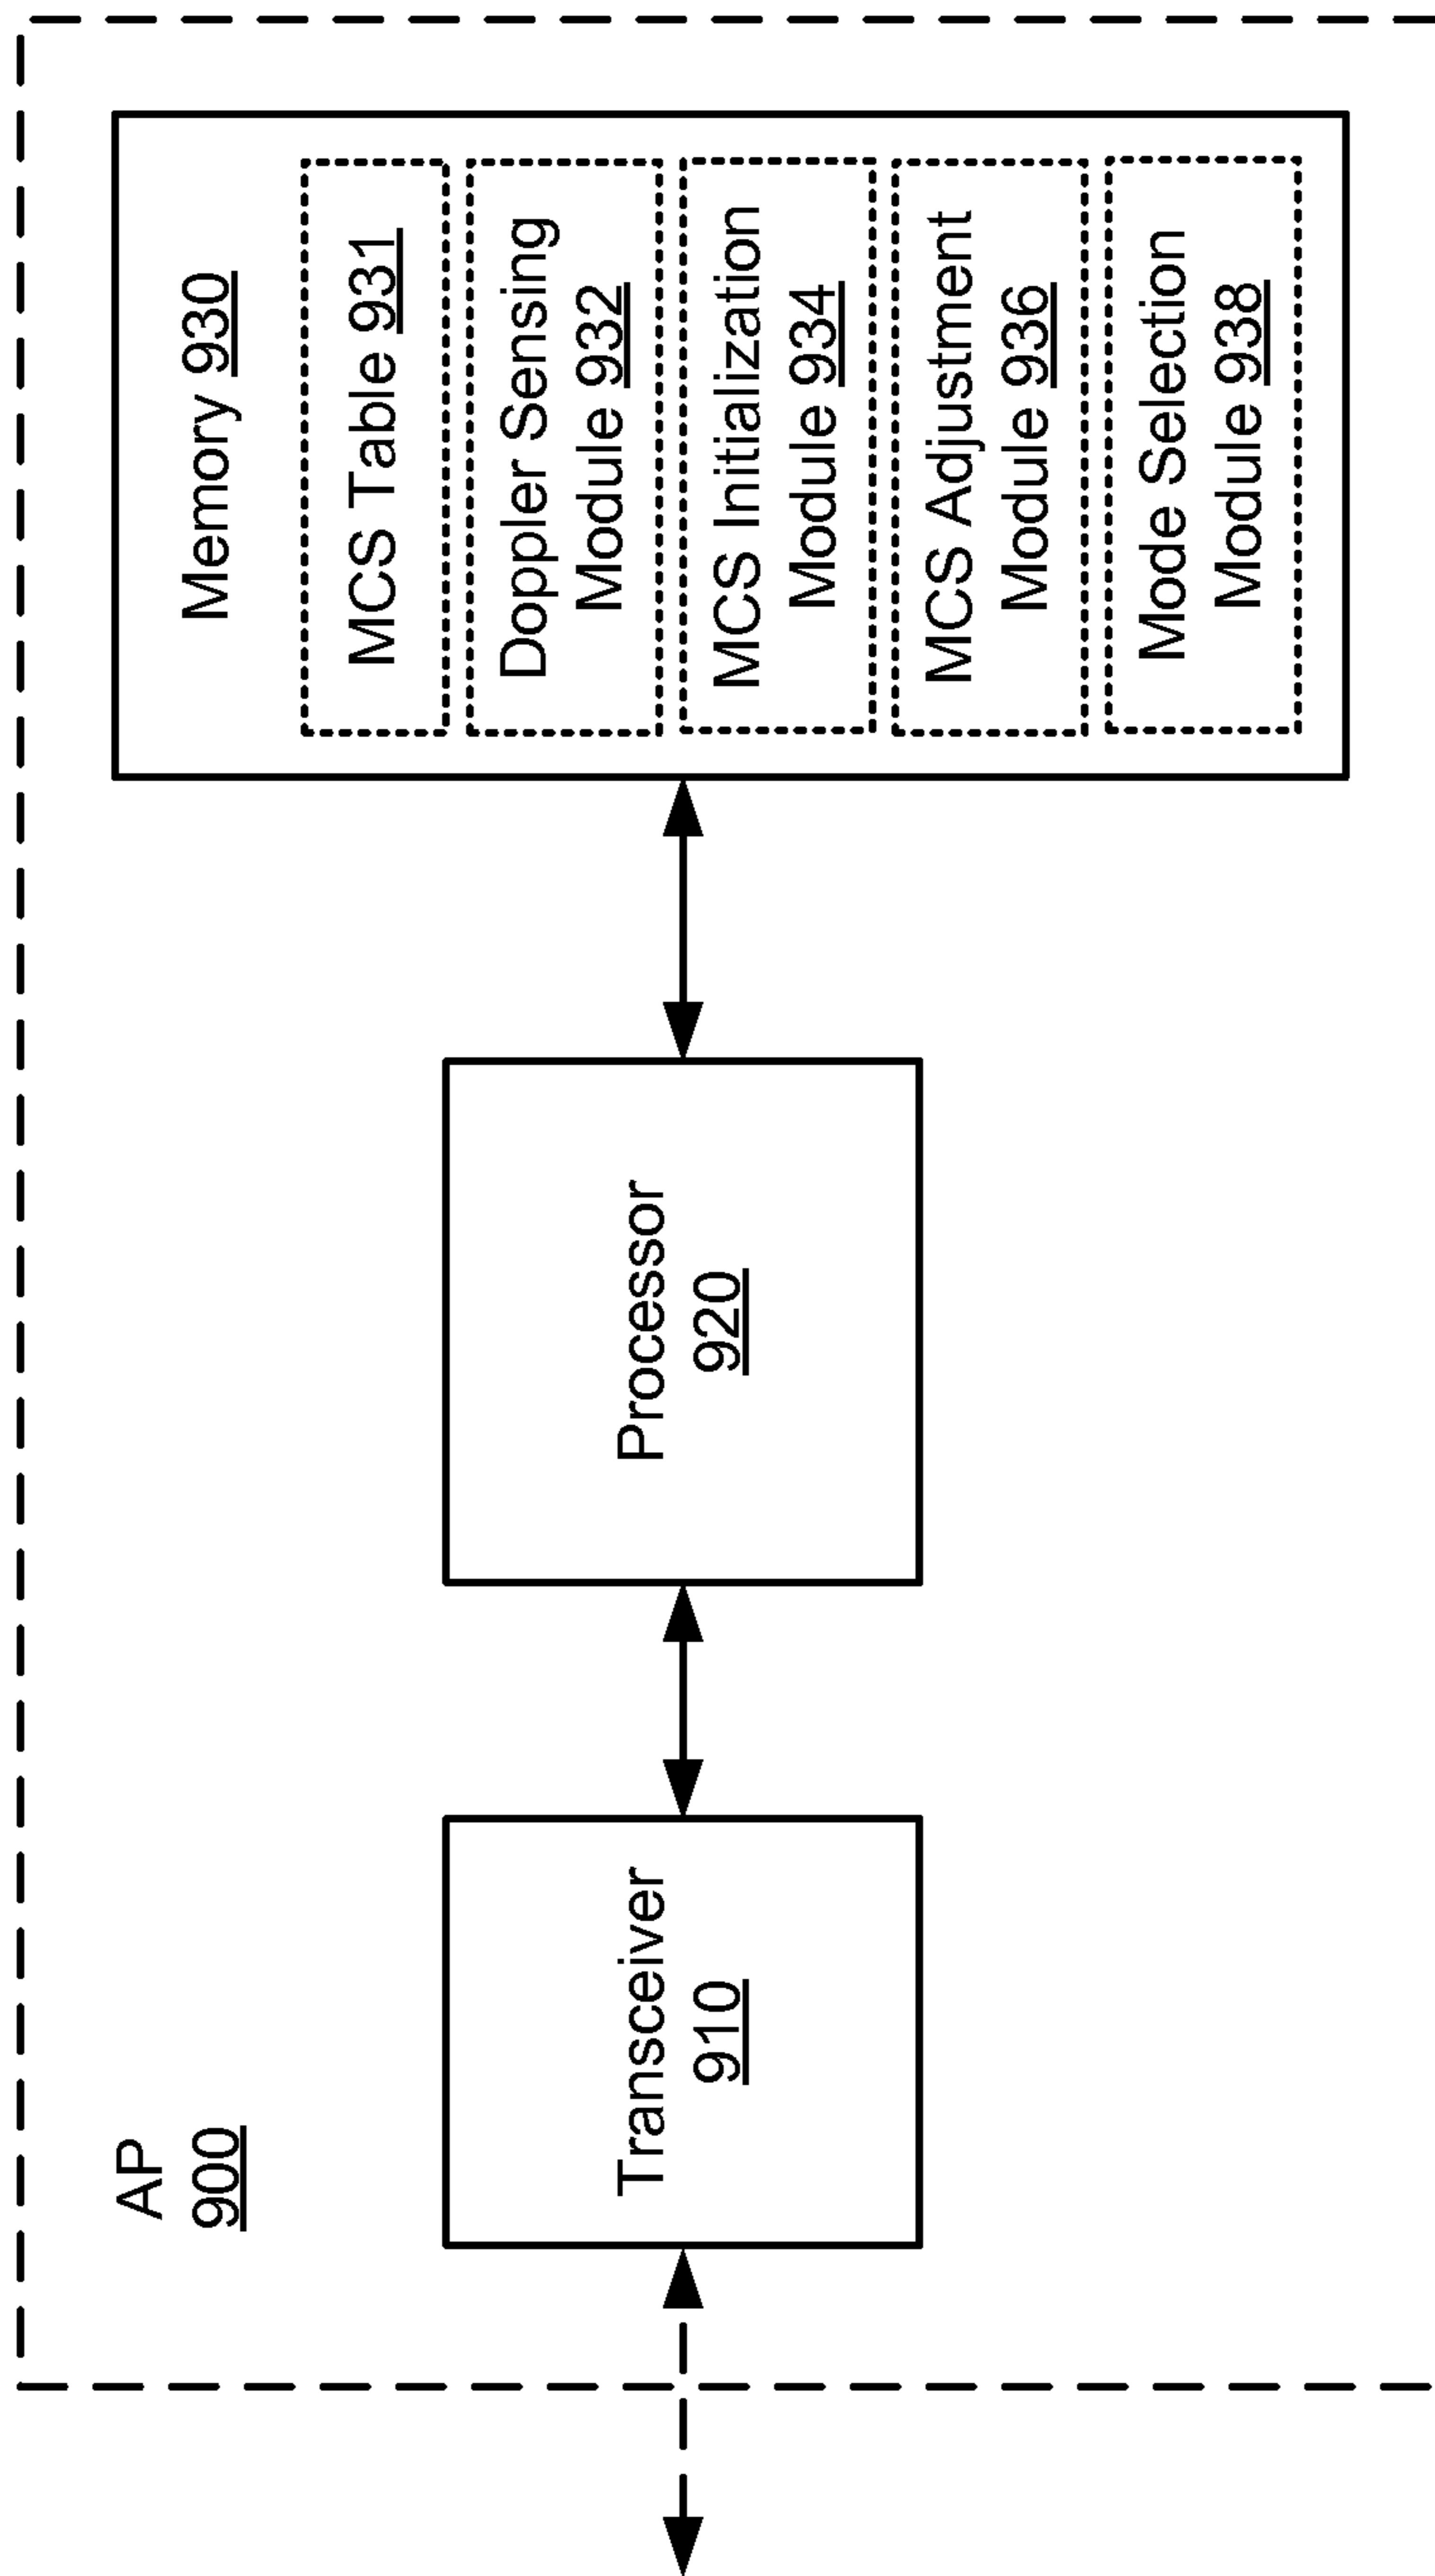 AP
900
Transceiver
910
Processor
920
Memory 930
MCS Table 931
Doppler Sensing
Module 932
MCS Initialization
Module 934
MCS Adjustment
Module 936
Mode Selection
Module 938